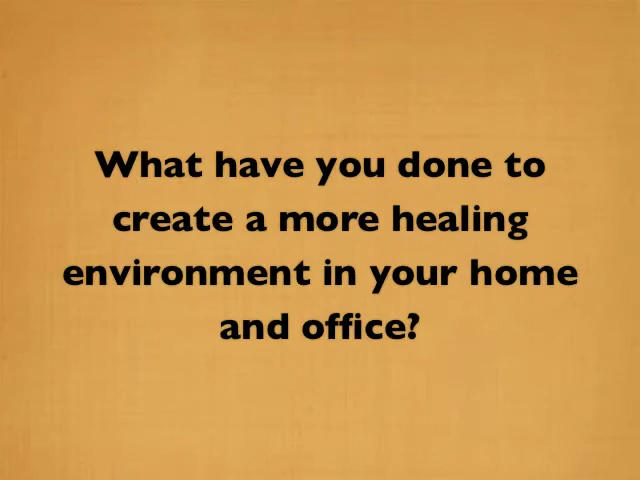 What have you done to
create a more healing
environment in your home
and office?